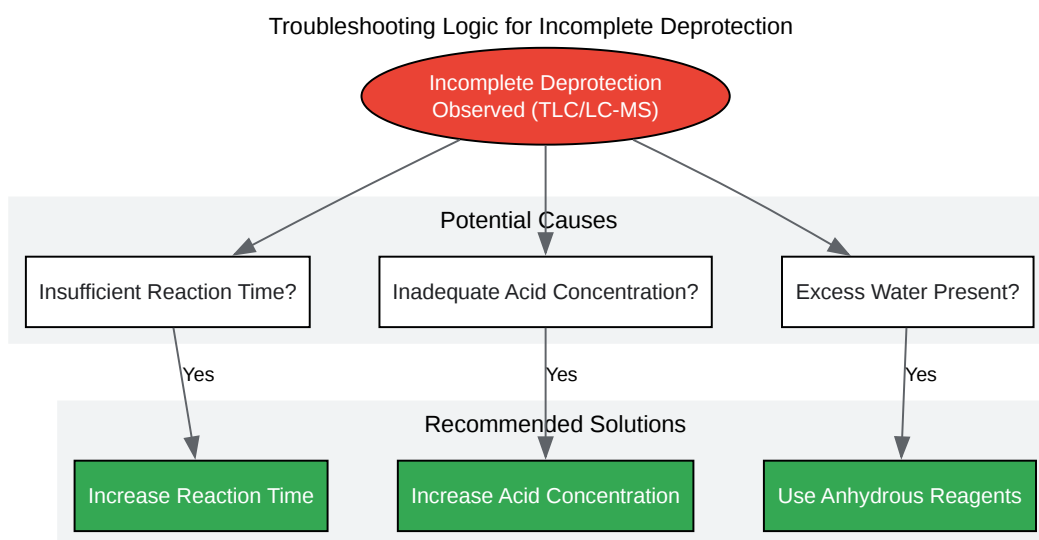 Troubleshooting Logic for Incomplete Deprotection
Incomplete Deprotection
Observed (TLC/LC-MS)
Potential Causes
Insufficient Reaction Time?
Inadequate Acid Concentration?
Excess Water Present?
Yes
Yes
Yes
Recommended Solutions
Increase Reaction Time
Increase Acid Concentration
Use Anhydrous Reagents